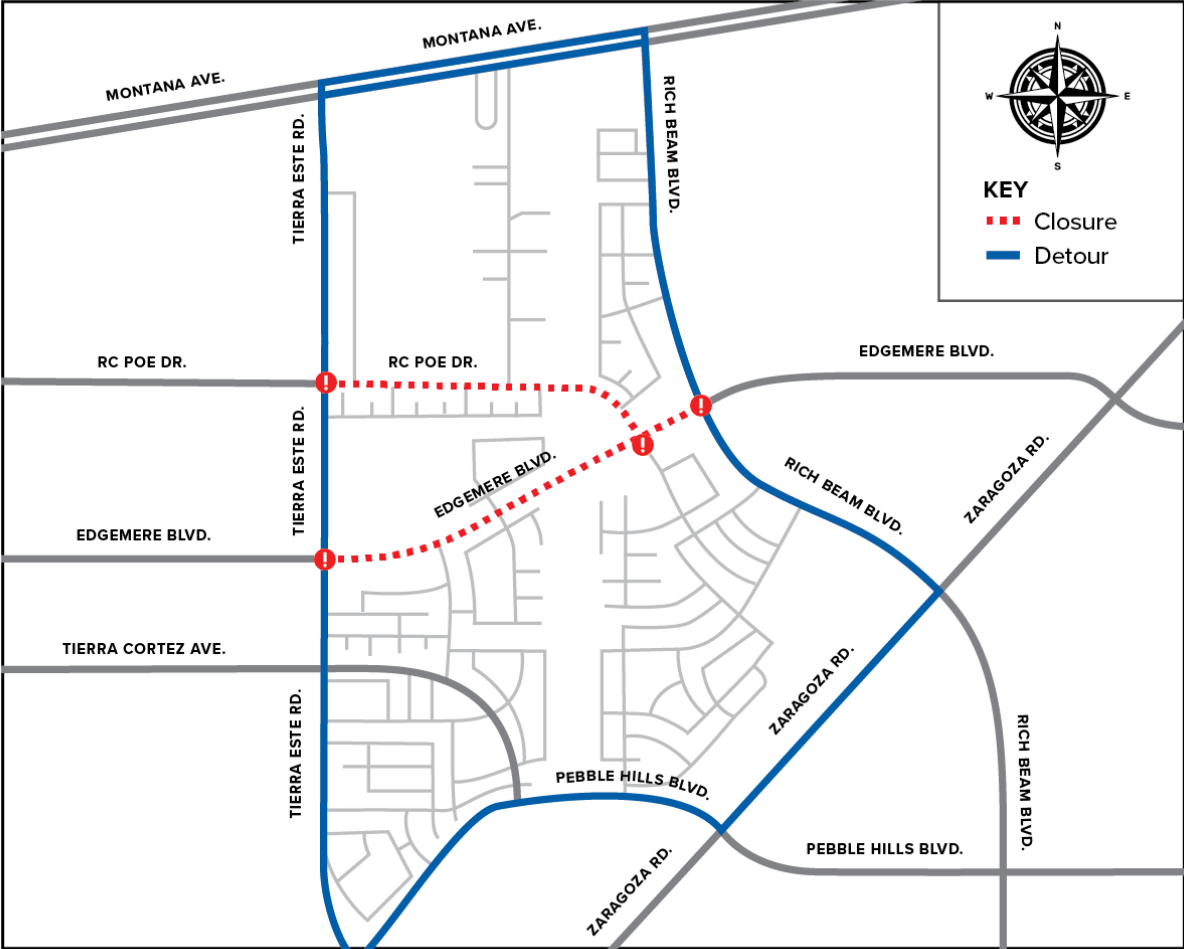 MONTANA AVE.
N
MONTANA AVE.
W
E
S
RICH BEAM BLVD.
TIERRA ESTE RD.
KEY
Closure
Detour
RC POE DR.
RC POE DR.
EDGEMERE BLVD.
!
!
!
TIERRA ESTE RD.
EDGEMERE BLVD.
ZARAGOZA RD.
RICH BEAM BLVD.
EDGEMERE BLVD.
!
TIERRA CORTEZ AVE.
ZARAGOZA RD.
TIERRA ESTE RD.
RICH BEAM BLVD.
PEBBLE HILLS BLVD.
PEBBLE HILLS BLVD.
ZARAGOZA RD.